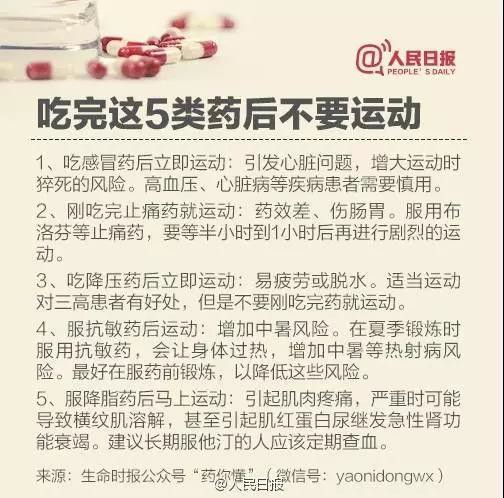 @人民日报
PEOPLE'S DAILY
吃完这5类药后不要运动
1、吃感冒药后立即运动：引发心脏问题，增大运动时
猝死的风险。高血压、心脏病等疾病患者需要慎用。
2、刚吃完止痛药就运动：药效差、伤肠胃。服用布
洛芬等止痛药，要等半小时到1小时后再进行剧烈的运
动。
3、吃降压药后立即运动：易疲劳或脱水。适当运动
对三高患者有好处，但是不要刚吃完药就运动。
4、服抗敏药后运动：增加中暑风险。在夏季锻炼时
服用抗敏药，会让身体过热，增加中暑等热射病风
险。最好在服药前锻炼，以降低这些风险。
5、服降脂药后马上运动：引起肌肉疼痛，严重时可能
导致横纹肌溶解，甚至引起肌红蛋白尿继发急性肾功
能衰竭。建议长期服他汀的人应该定期查血。
来源：生命时报公众号“药你懂”（微信号：yaonidongwx）
@人民日报